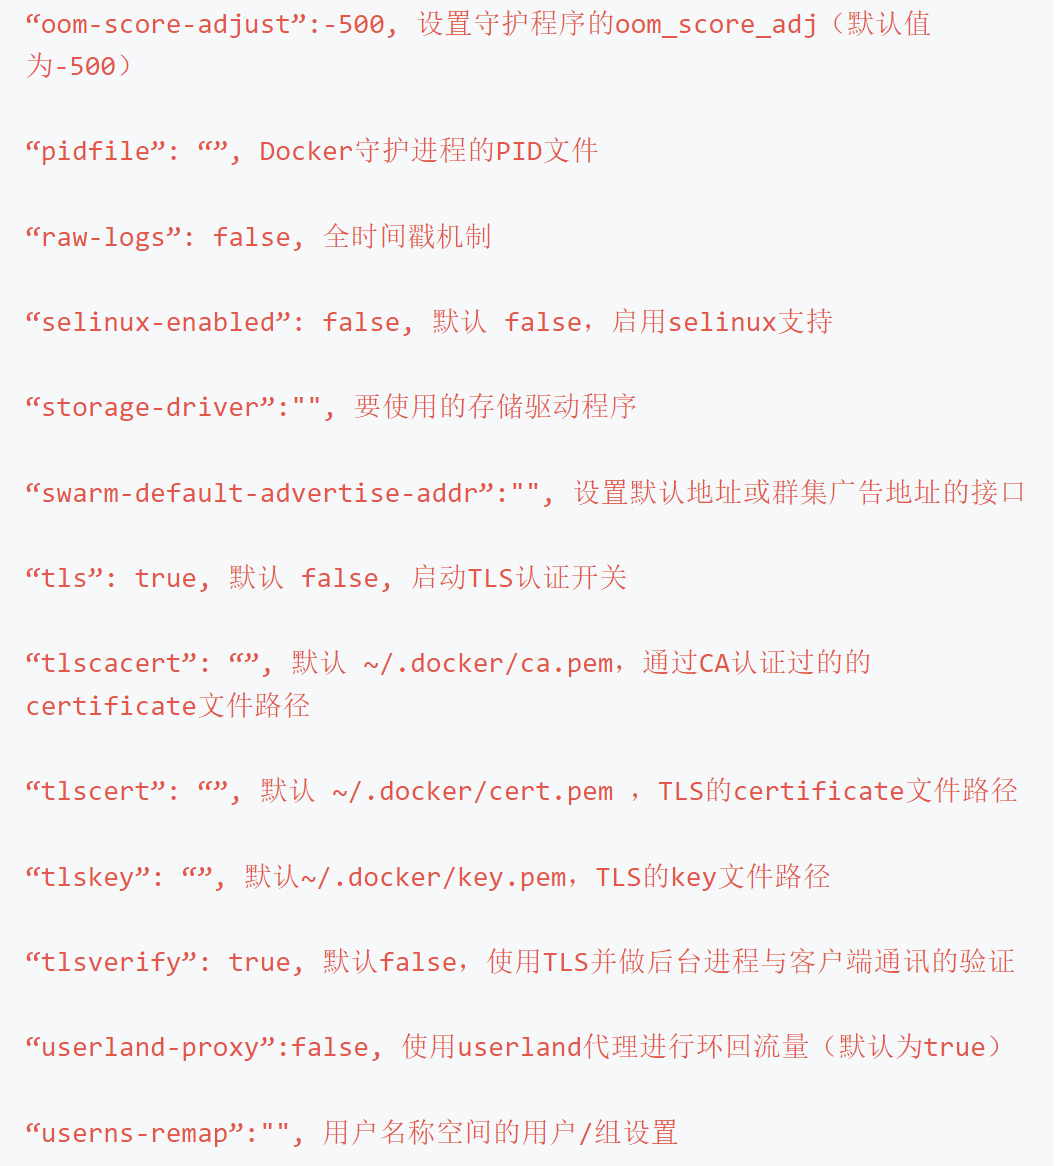 “oom-score-adjust”:-500, 设置守护程序的oom_score_adj（默认值
为-500）
“pidfile”: “”, Docker守护进程的PID文件
“raw-logs”: false, 全时间戳机制
“selinux-enabled”: false, 默认 false，启用selinux支持
“storage-driver”:"", 要使用的存储驱动程序
“swarm-default-advertise-addr”:"", 设置默认地址或群集广告地址的接口
“tls”: true, 默认 false, 启动TLS认证开关
“tlscacert”: “”, 默认 ~/.docker/ca.pem，通过CA认证过的的
certificate文件路径
“tlscert”: “”, 默认 ~/.docker/cert.pem ，TLS的certificate文件路径
“tlskey”: “”, 默认~/.docker/key.pem，TLS的key文件路径
“tlsverify”: true, 默认false，使用TLS并做后台进程与客户端通讯的验证
“userland-proxy”:false, 使用userland代理进行环回流量（默认为true）
“userns-remap”:"", 用户名称空间的用户/组设置